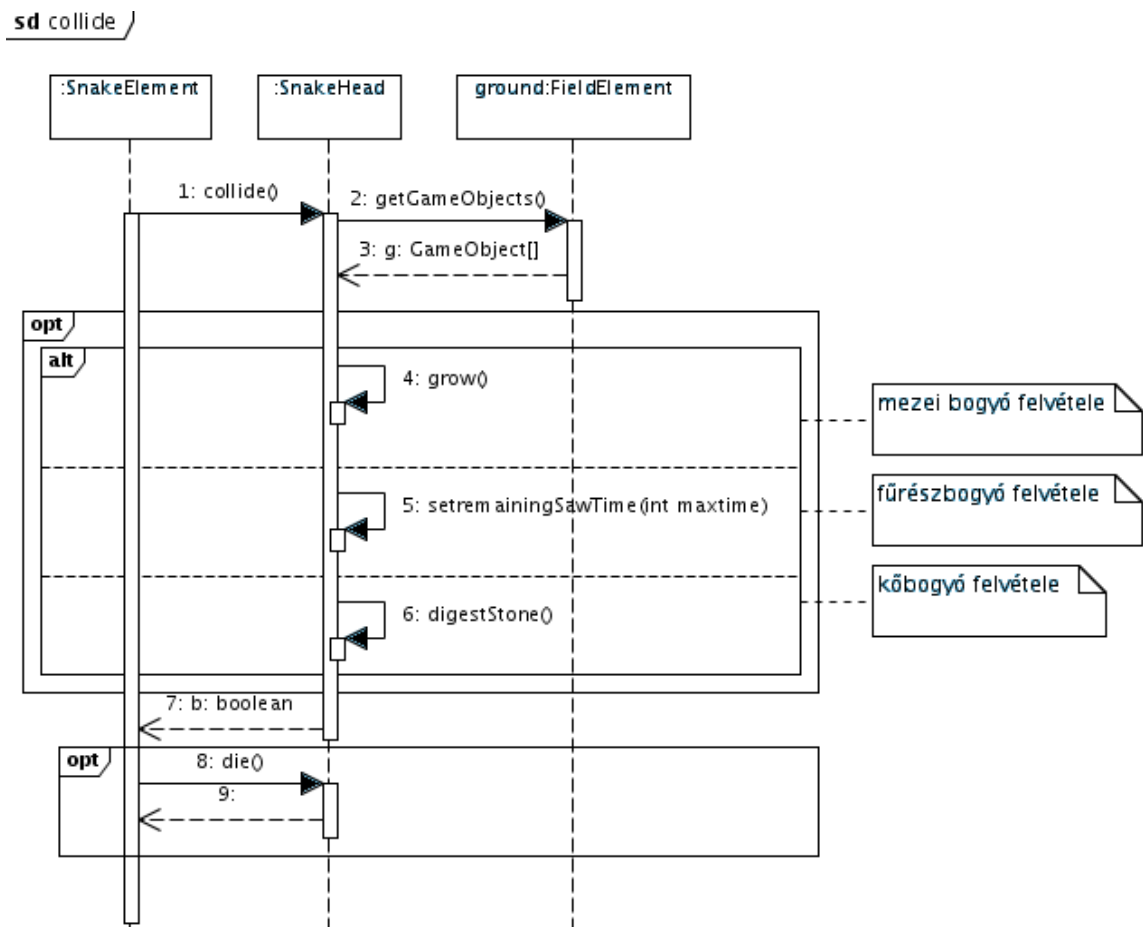 sd collide
:SnakeElement
:SnakeHead
ground:FieldElement
1: collide()
2: getGameObjects()
3: g: GameObject[]
opt
alt
4: grow()
mezei bogyó felvétele
5: setremainingSawTime(int maxtime)
fűrészbogyó felvétele
6: digestStone()
kőbogyó felvétele
7: b: boolean
opt
8: die()
9: